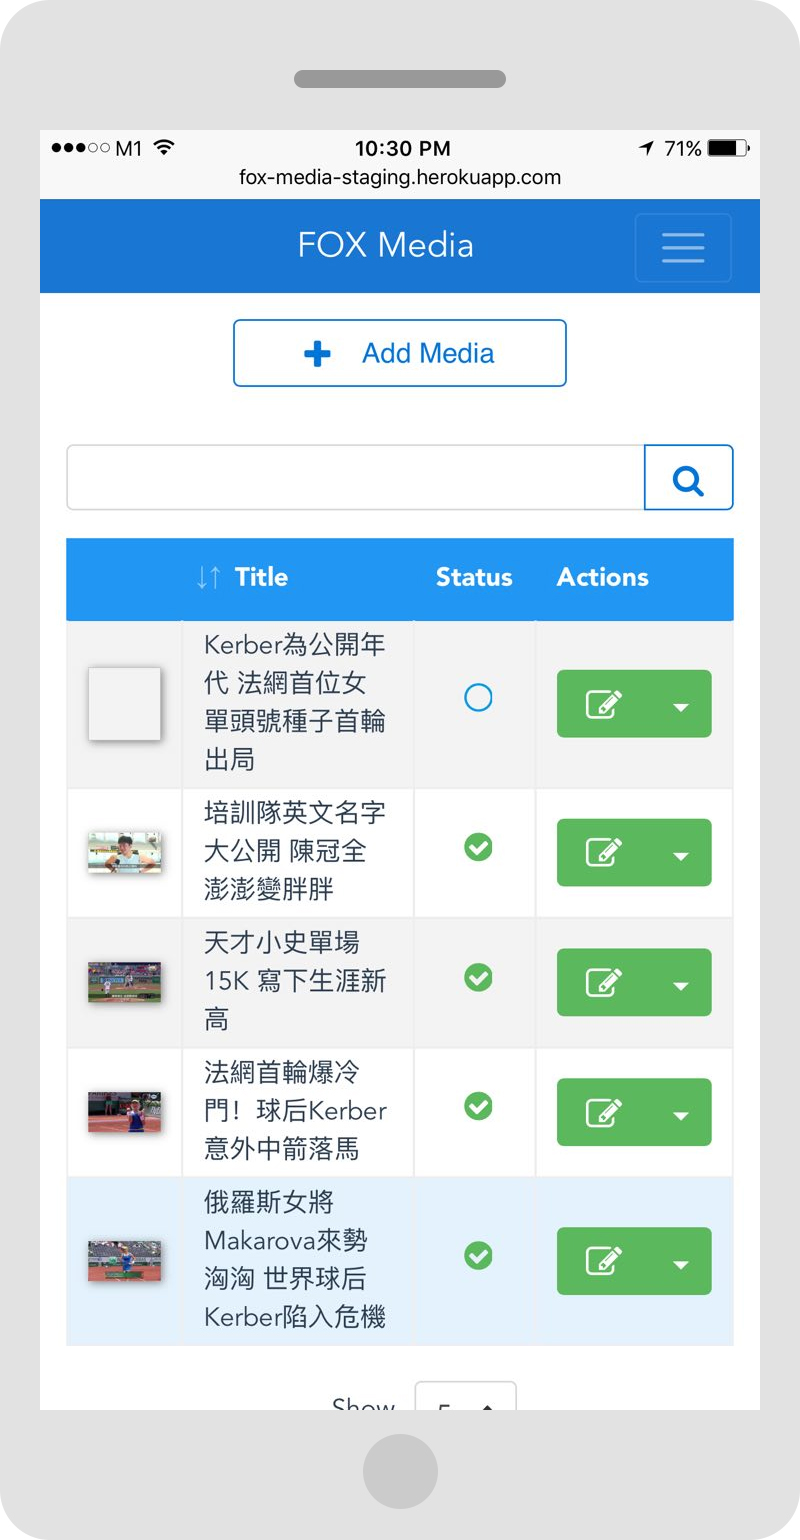 M1 10:30 PM 71%
fox-media-staging.herokuapp.com
FOX Media
Add Media
Title Status Actions
Kerber為公開年
代 法網首位女
單頭號種子首輪
出局
培訓隊英文名字
大公開 陳冠全
澎澎變胖胖
天才小史單場
15K 寫下生涯新
高
法網首輪爆冷
門！球后Kerber
意外中箭落馬
俄羅斯女將
Makarova來勢
洶洶 世界球后
Kerber陷入危機
Show 5